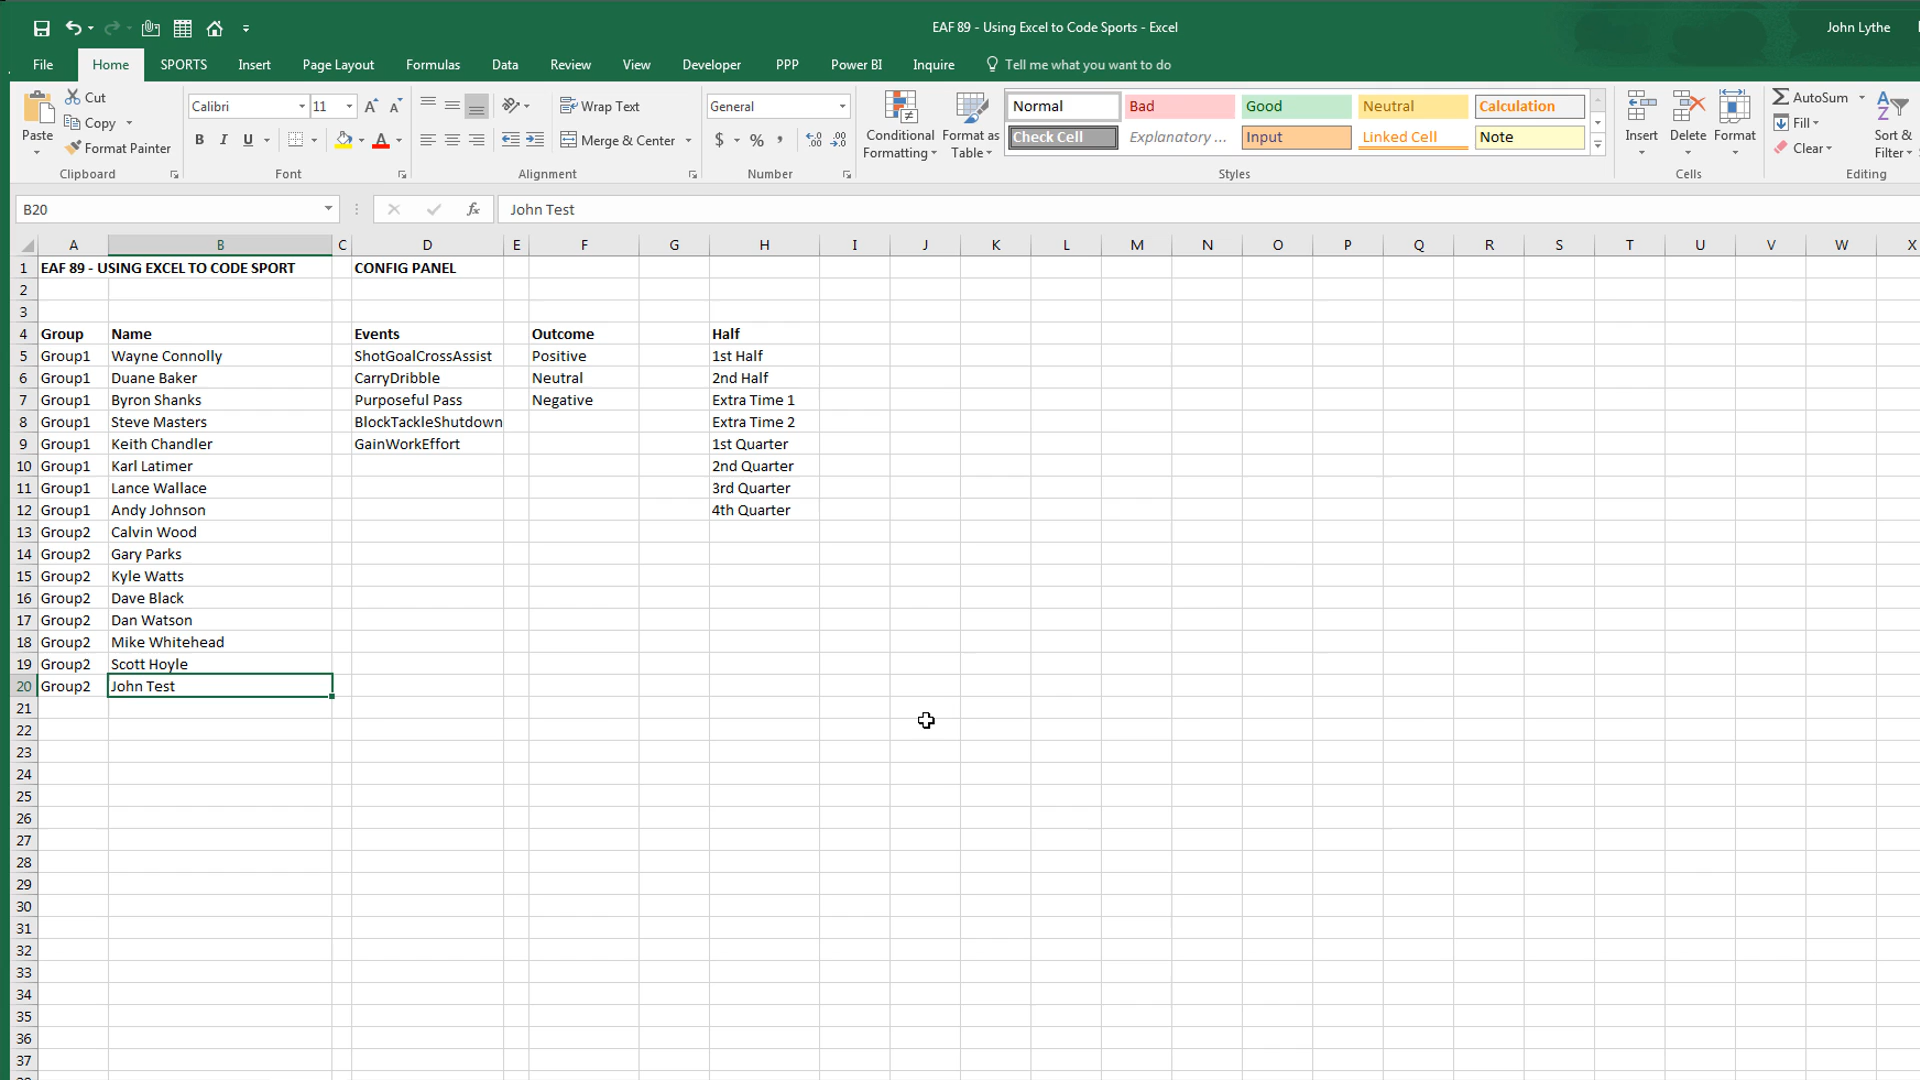 EAF 89 - Using Excel to Code Sports - Excel
John Lythe
File Home SPORTS Insert Page Layout Formulas Data Review View Developer PPP Power BI Inquire Tell me what you want to do
Paste
Cut
Copy
Format Painter
Clipboard
Calibri 11 A A
B I U A
Font
Wrap Text
Merge & Center
Alignment
General
$ % ,
Number
Conditional Formatting
Format as Table
Normal Bad Good Neutral Calculation
Check Cell Explanatory ... Input Linked Cell Note
Styles
Insert Delete Format
Cells
AutoSum
Fill
Clear
Sort &
Filter
Editing
B20 fx John Test
A B C D E F G H I J K L M N O P Q R S T U V W X
1 EAF 89 - USING EXCEL TO CODE SPORT CONFIG PANEL
2
3
4 Group Name Events Outcome Half
5 Group1 Wayne Connolly ShotGoalCrossAssist Positive 1st Half
6 Group1 Duane Baker CarryDribble Neutral 2nd Half
7 Group1 Byron Shanks Purposeful Pass Negative Extra Time 1
8 Group1 Steve Masters BlockTackleShutdown Extra Time 2
9 Group1 Keith Chandler GainWorkEffort 1st Quarter
10 Group1 Karl Latimer 2nd Quarter
11 Group1 Lance Wallace 3rd Quarter
12 Group1 Andy Johnson 4th Quarter
13 Group2 Calvin Wood
14 Group2 Gary Parks
15 Group2 Kyle Watts
16 Group2 Dave Black
17 Group2 Dan Watson
18 Group2 Mike Whitehead
19 Group2 Scott Hoyle
20 Group2 John Test
21
22
23
24
25
26
27
28
29
30
31
32
33
34
35
36
37